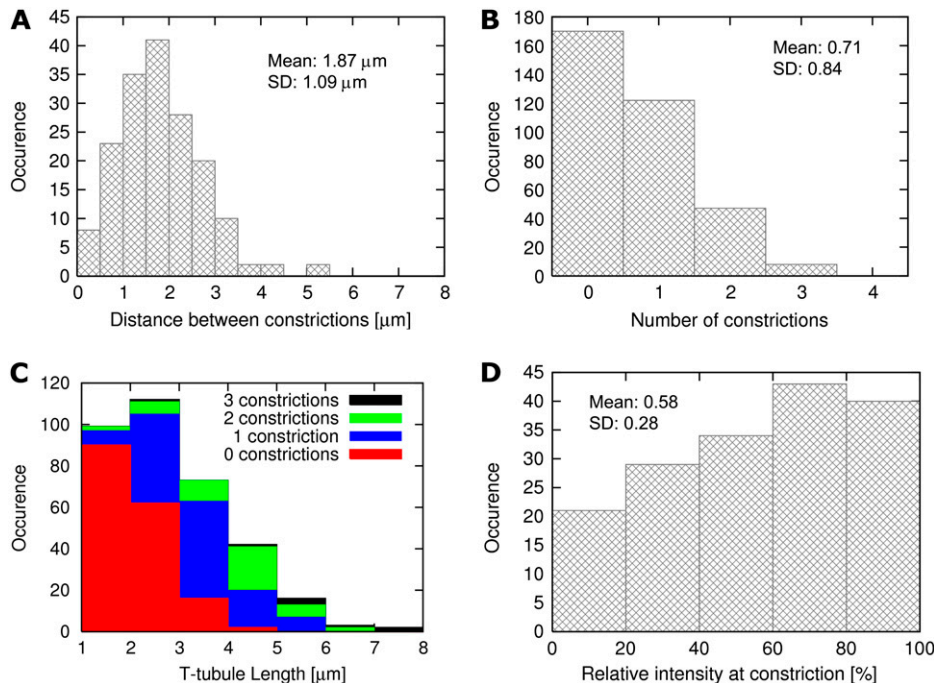 A
45
40
35
30
25
20
15
10
5
0
Occurence
Mean: 1.87 μm
SD: 1.09 μm
0 1 2 3 4 5 6 7 8
Distance between constrictions [μm]
B
180
160
140
120
100
80
60
40
20
0
Occurence
Mean: 0.71
SD: 0.84
0 1 2 3 4
Number of constrictions
C
120
100
80
60
40
20
0
Occurence
3 constrictions
2 constrictions
1 constriction
0 constrictions
1 2 3 4 5 6 7 8
T-tubule Length [μm]
D
45
40
35
30
25
20
15
10
5
0
Occurence
Mean: 0.58
SD: 0.28
0 20 40 60 80 100
Relative intensity at constriction [%]